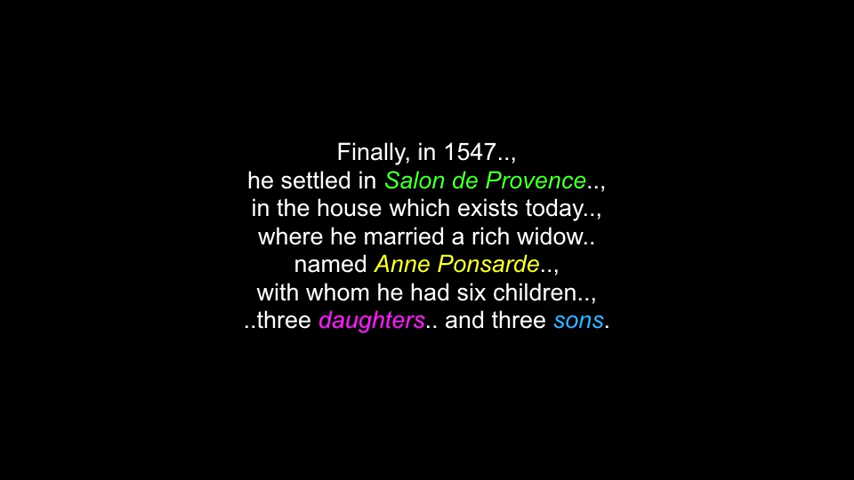 Finally, in 1547..,
he settled in Salon de Provence..,
in the house which exists today..,
where he married a rich widow..
named Anne Ponsarde..,
with whom he had six children..,
..three daughters.. and three sons.